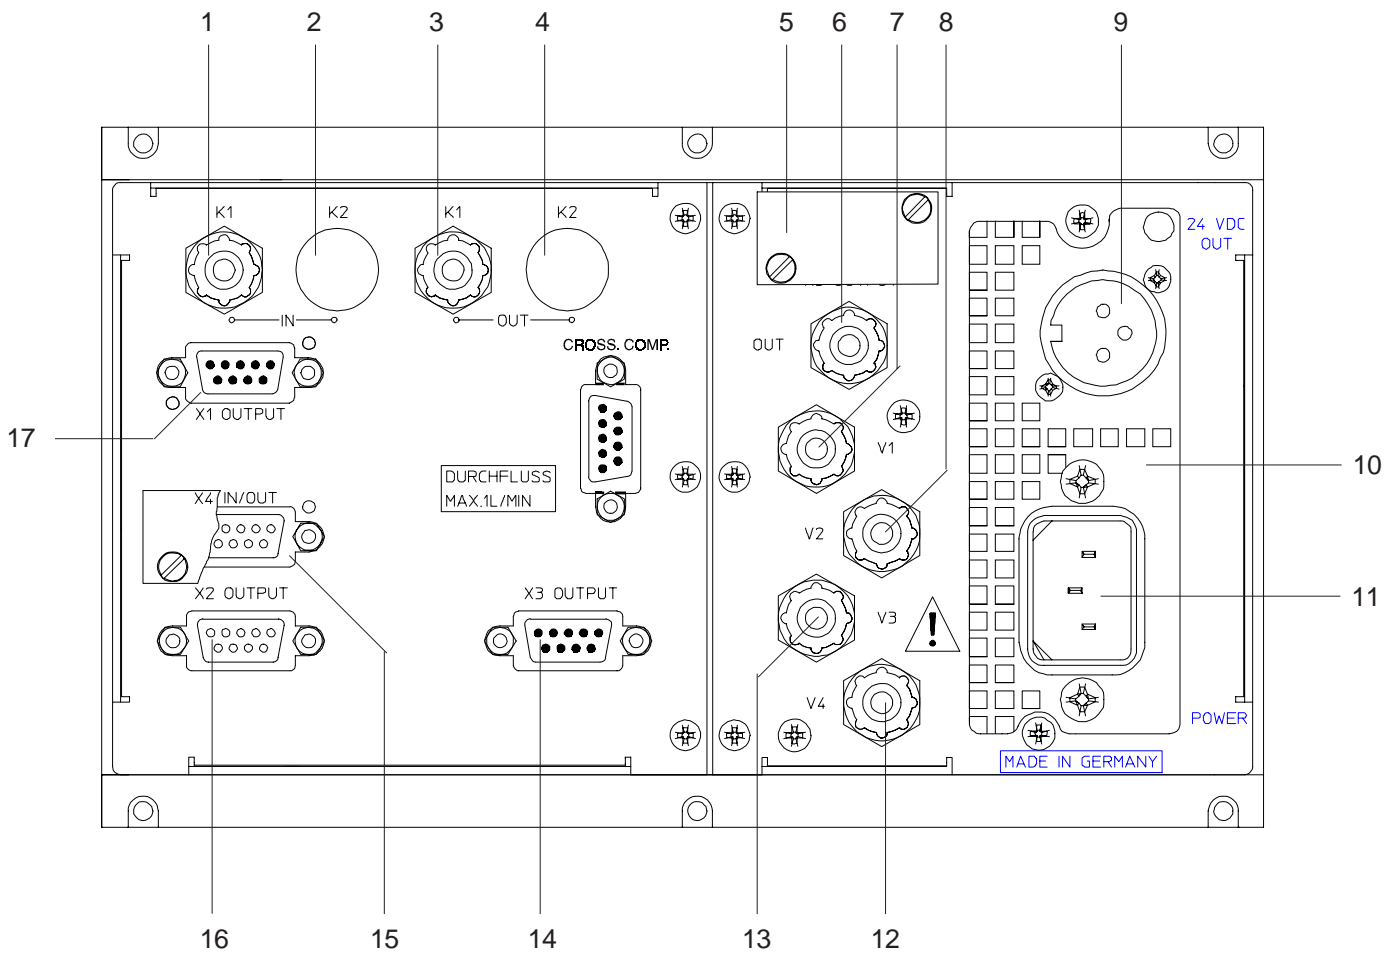 1 2 3 4 5 6 7 8 9
K1 K2 K1 K2
24 VDC
OUT
IN OUT
CROSS. COMP.
OUT
X1 OUTPUT
17
V1
DURCHFLUSS
MAX.1L/MIN
10
X4 IN/OUT
V2
X2 OUTPUT X3 OUTPUT
11
V3
!
V4
POWER
MADE IN GERMANY
16 15 14 13 12